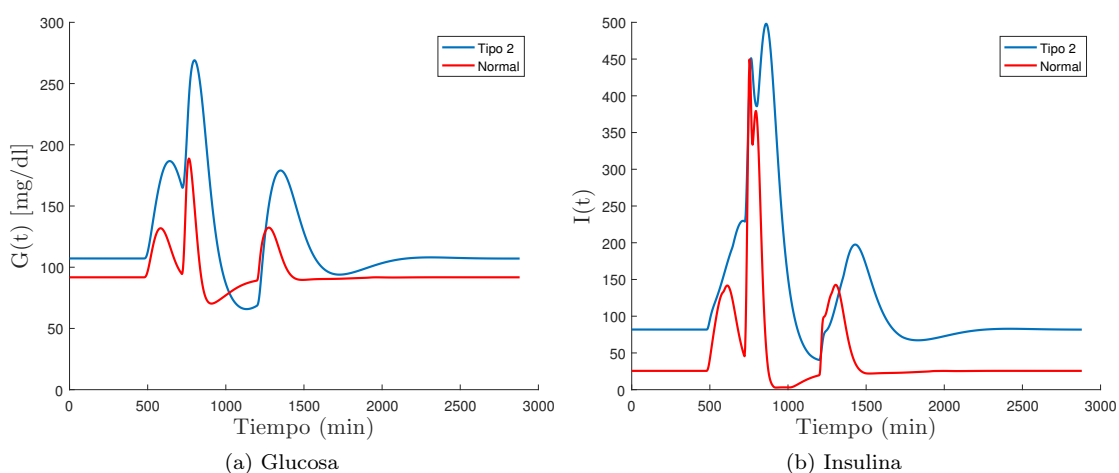 300
250
200
150
100
50
0
G(t) [mg/dl]
Tipo 2
Normal
0 500 1000 1500 2000 2500 3000
Tiempo (min)
(a) Glucosa
500
450
400
350
300
250
200
150
100
50
0
I(t)
Tipo 2
Normal
0 500 1000 1500 2000 2500 3000
Tiempo (min)
(b) Insulina